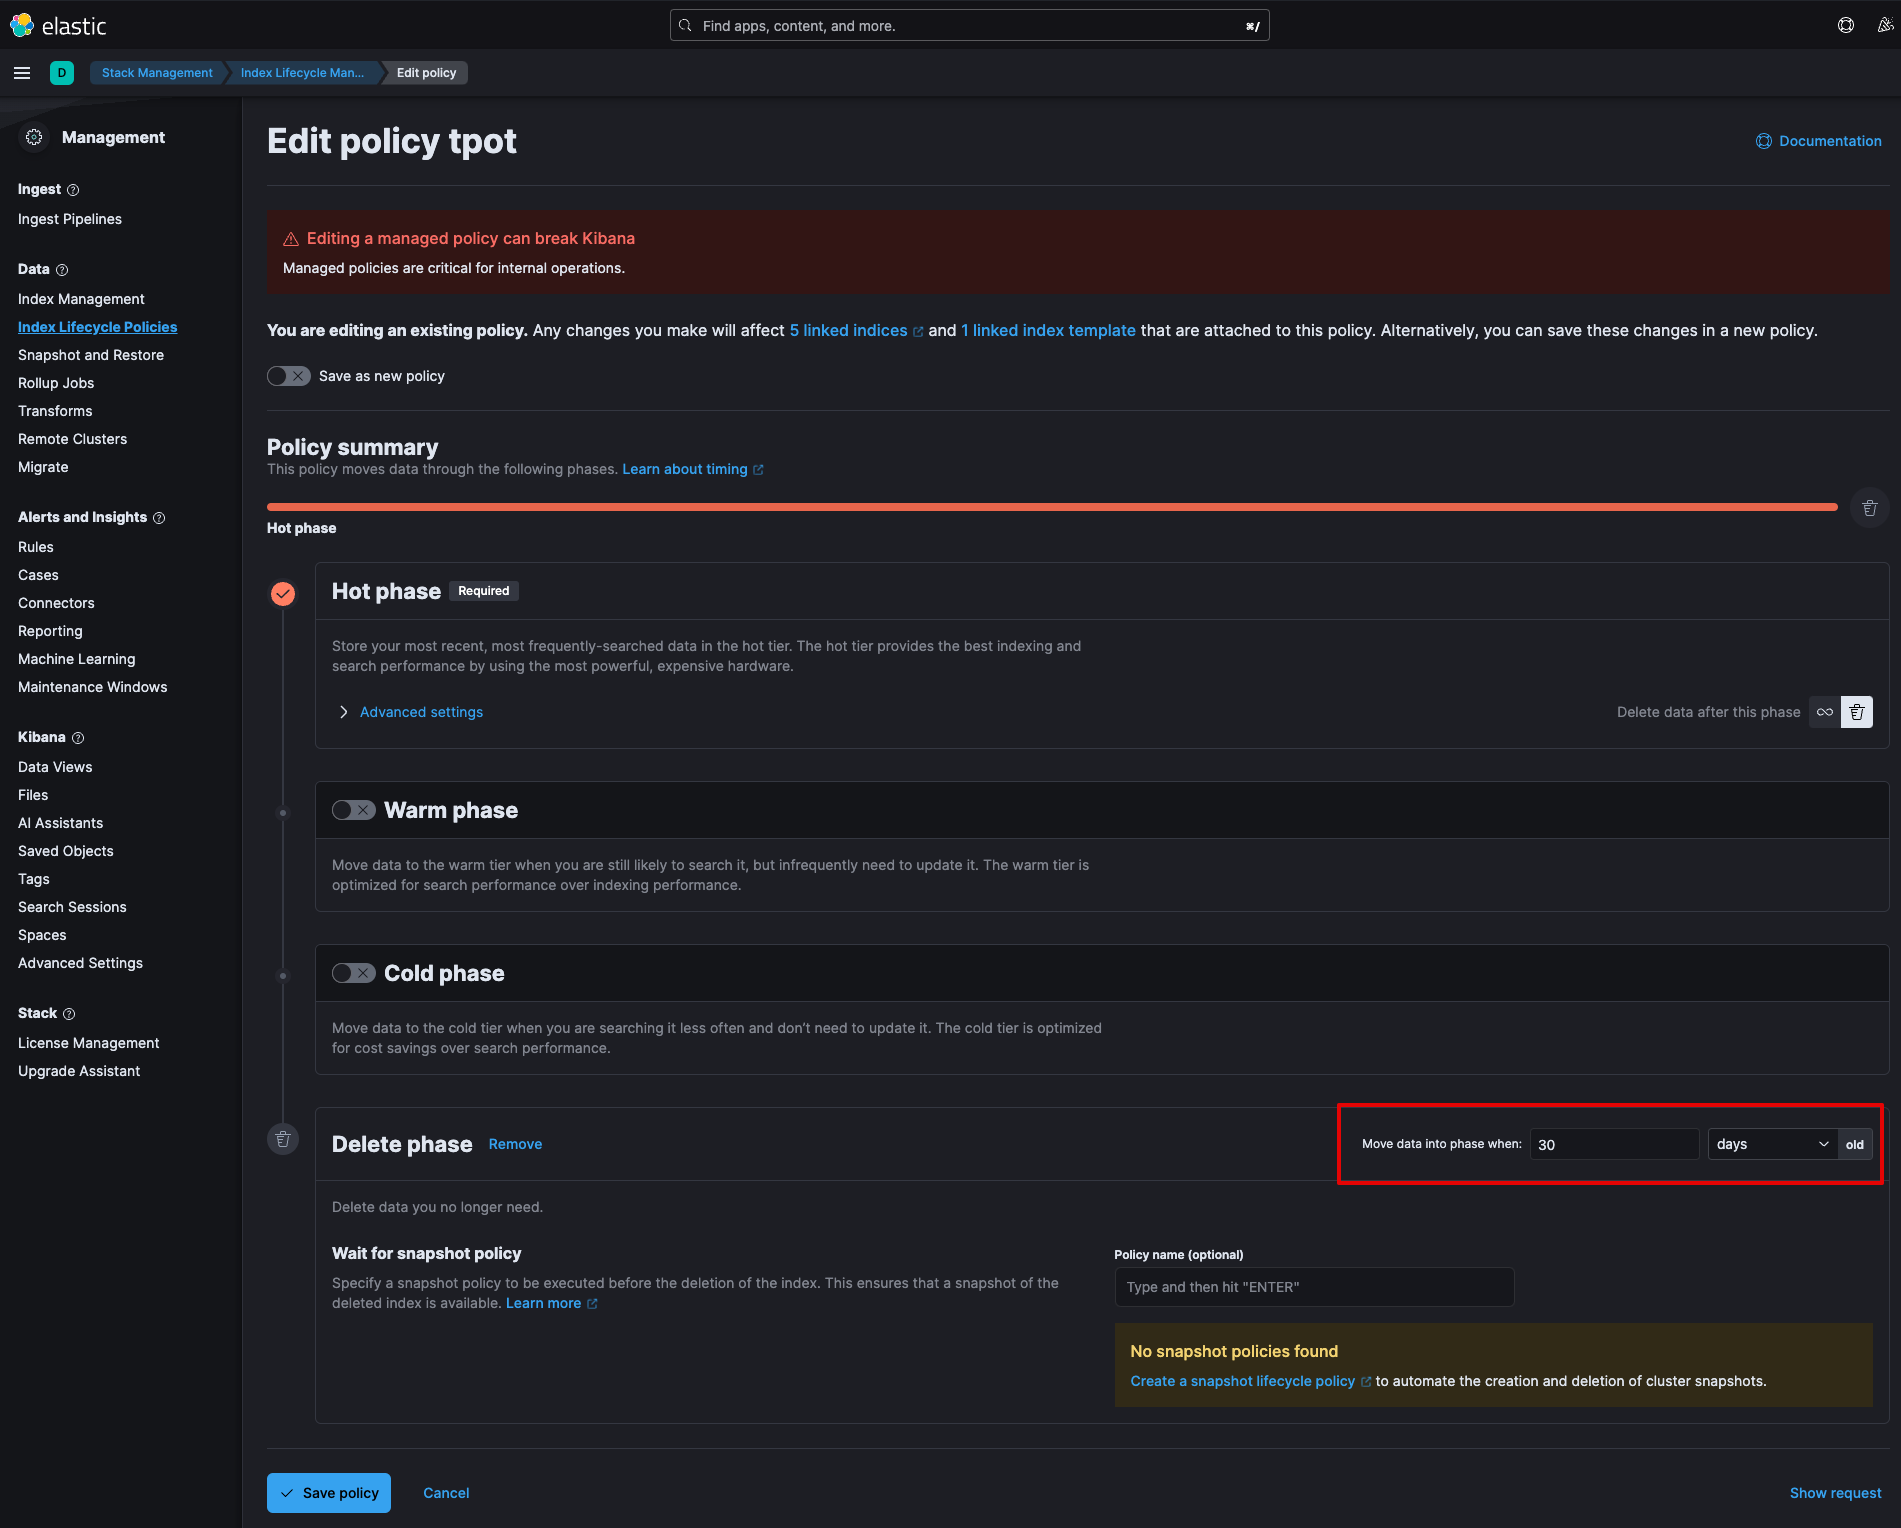 elastic
Find apps, content, and more.
⌘/
D
Stack Management
Index Lifecycle Man...
Edit policy
Management
Ingest
Ingest Pipelines
Data
Index Management
Index Lifecycle Policies
Snapshot and Restore
Rollup Jobs
Transforms
Remote Clusters
Migrate
Alerts and Insights
Rules
Cases
Connectors
Reporting
Machine Learning
Maintenance Windows
Kibana
Data Views
Files
AI Assistants
Saved Objects
Tags
Search Sessions
Spaces
Advanced Settings
Stack
License Management
Upgrade Assistant
Edit policy tpot
Documentation
Editing a managed policy can break Kibana
Managed policies are critical for internal operations.
You are editing an existing policy. Any changes you make will affect 5 linked indices and 1 linked index template that are attached to this policy. Alternatively, you can save these changes in a new policy.
Save as new policy
Policy summary
This policy moves data through the following phases. Learn about timing
Hot phase
Hot phase Required
Store your most recent, most frequently-searched data in the hot tier. The hot tier provides the best indexing and
search performance by using the most powerful, expensive hardware.
Advanced settings
Delete data after this phase
Warm phase
Move data to the warm tier when you are still likely to search it, but infrequently need to update it. The warm tier is
optimized for search performance over indexing performance.
Cold phase
Move data to the cold tier when you are searching it less often and don't need to update it. The cold tier is optimized
for cost savings over search performance.
Delete phase Remove
Move data into phase when: 30 days old
Delete data you no longer need.
Wait for snapshot policy
Specify a snapshot policy to be executed before the deletion of the index. This ensures that a snapshot of the
deleted index is available. Learn more
Policy name (optional)
Type and then hit "ENTER"
No snapshot policies found
Create a snapshot lifecycle policy to automate the creation and deletion of cluster snapshots.
Save policy
Cancel
Show request